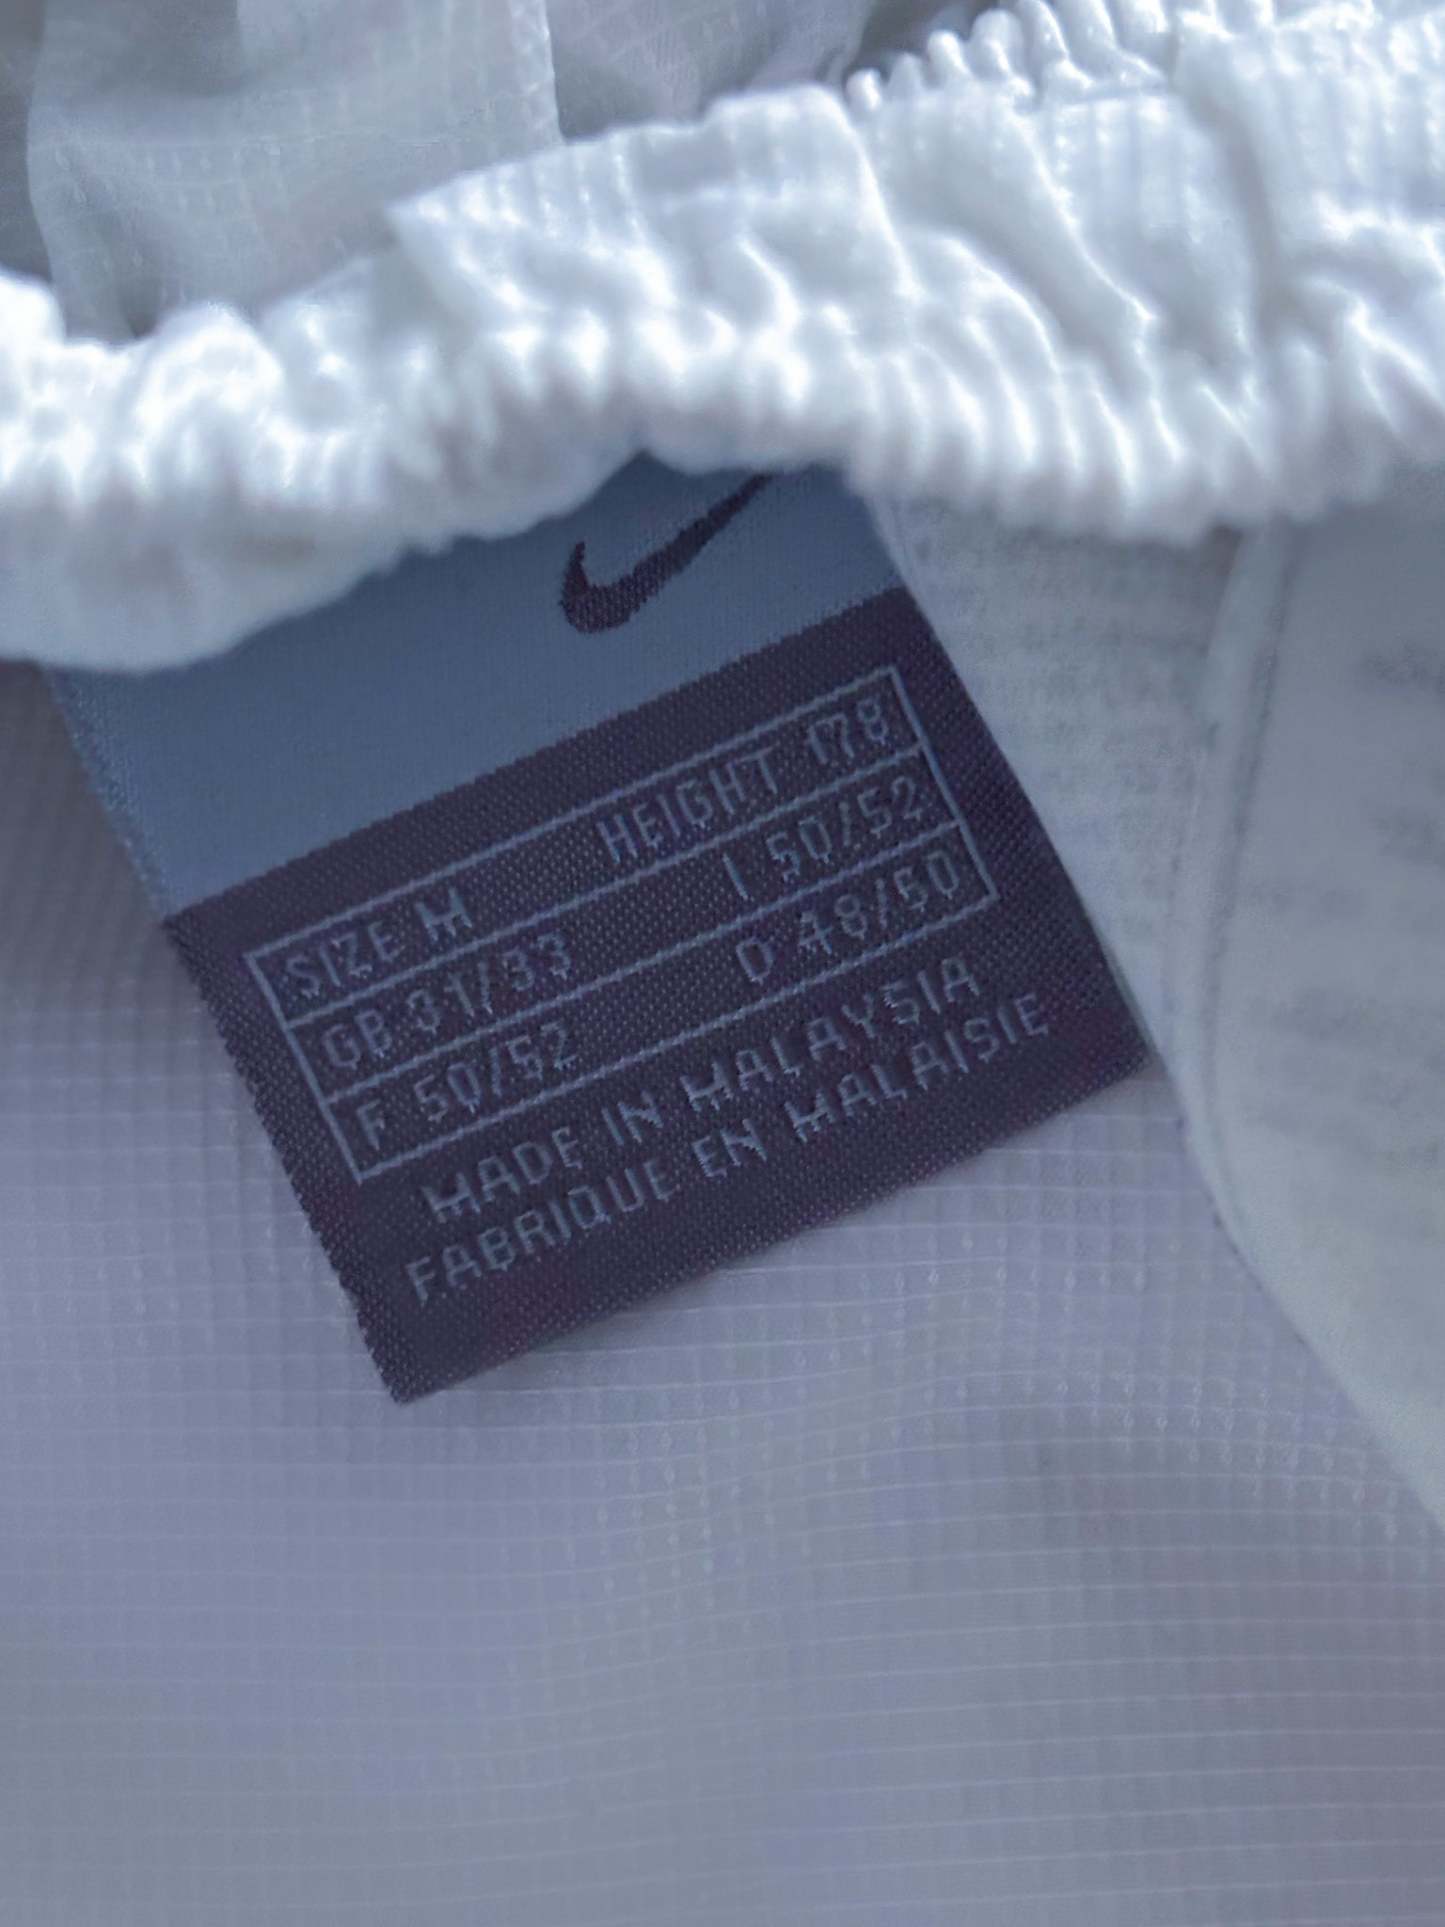 SIZE M HEIGHT 178
GB 31/33 I 50/52
F 50/52 D 48/50
MADE IN MALAYSIA
FABRIQUE EN MALAISIE